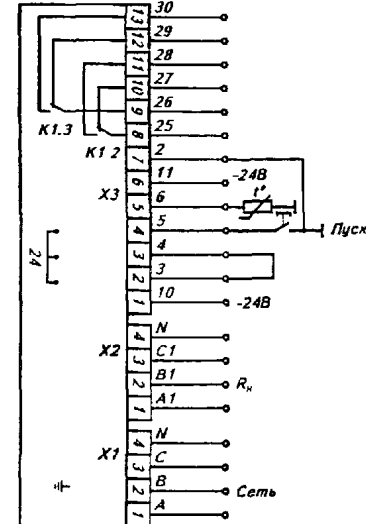 13 30
12 29
11 28
10 27
9 26
K1.3
8 25
K1 2
7 2
6 11 -24В
X3
5 6 t°
4 5 Пуск
3 4
24
2 3
1 10 -24В
4 N
X2
3 C1
2 B1 Rн
1 A1
4 N
X1
3 C
2 B Сеть
1 A